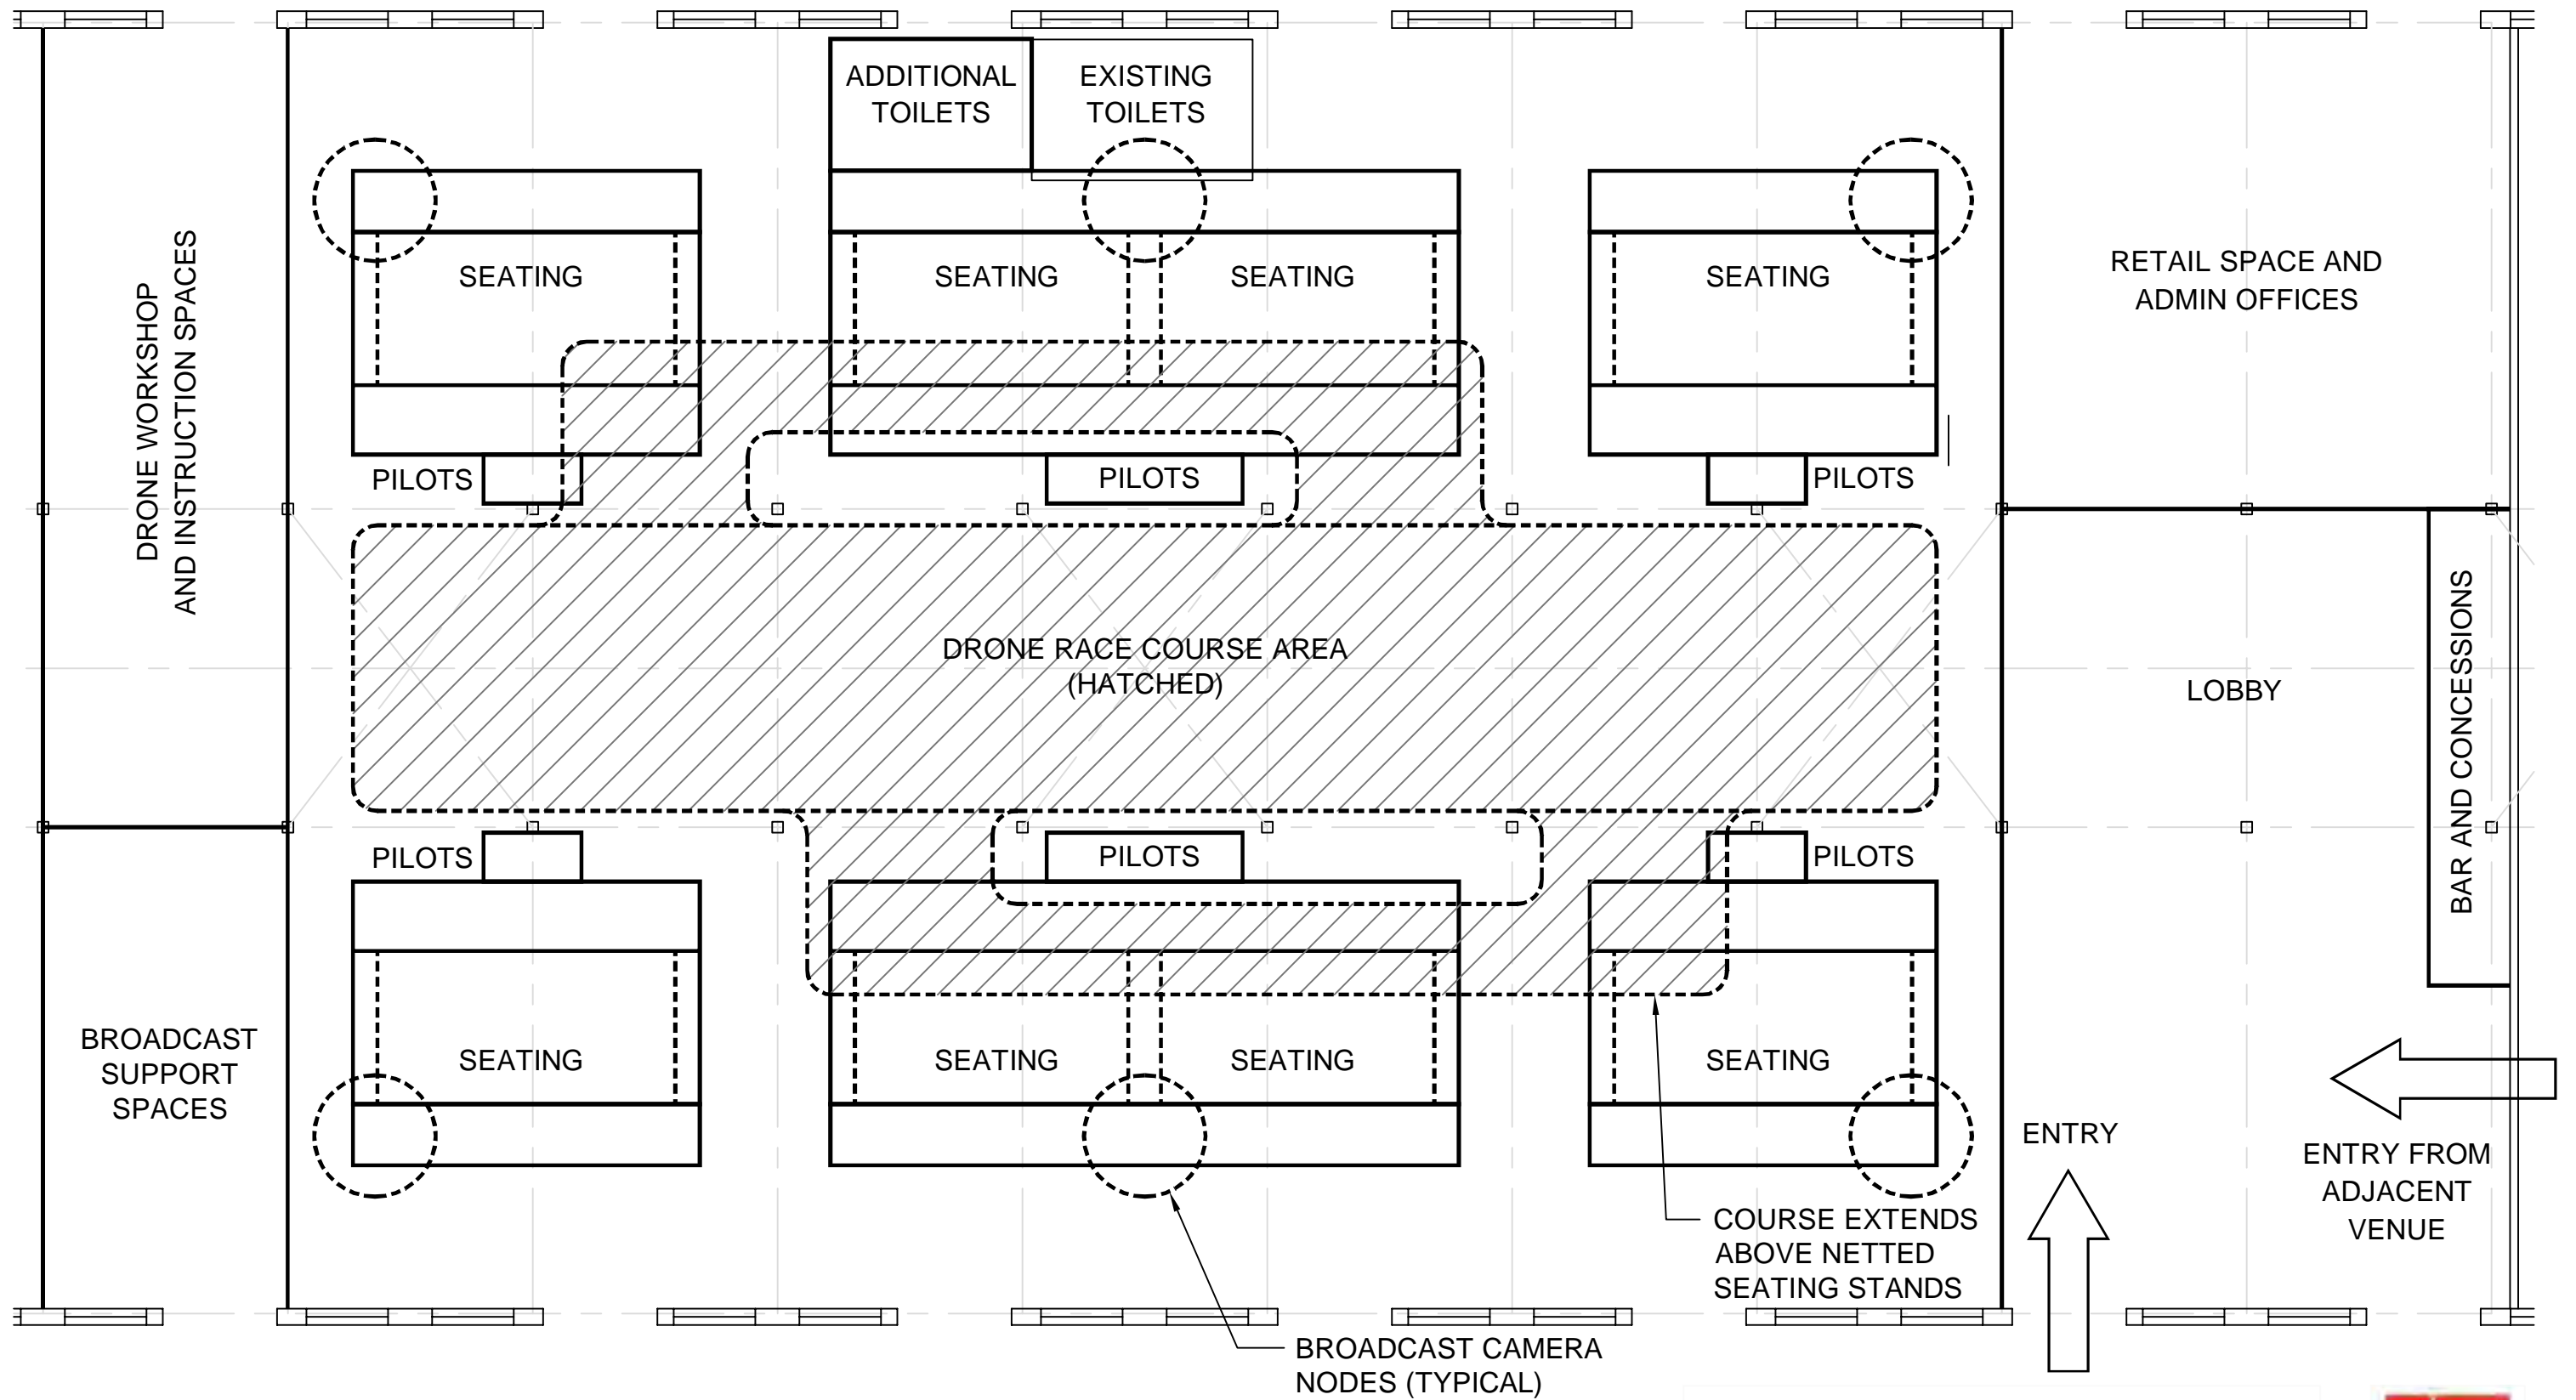 ADDITIONAL
TOILETS
EXISTING
TOILETS
DRONE WORKSHOP
AND INSTRUCTION SPACES
SEATING
SEATING
SEATING
SEATING
RETAIL SPACE AND
ADMIN OFFICES
PILOTS
PILOTS
PILOTS
DRONE RACE COURSE AREA
(HATCHED)
LOBBY
BAR AND CONCESSIONS
PILOTS
PILOTS
PILOTS
BROADCAST
SUPPORT
SPACES
SEATING
SEATING
SEATING
SEATING
ENTRY
ENTRY FROM
ADJACENT
VENUE
COURSE EXTENDS
ABOVE NETTED
SEATING STANDS
BROADCAST CAMERA
NODES (TYPICAL)